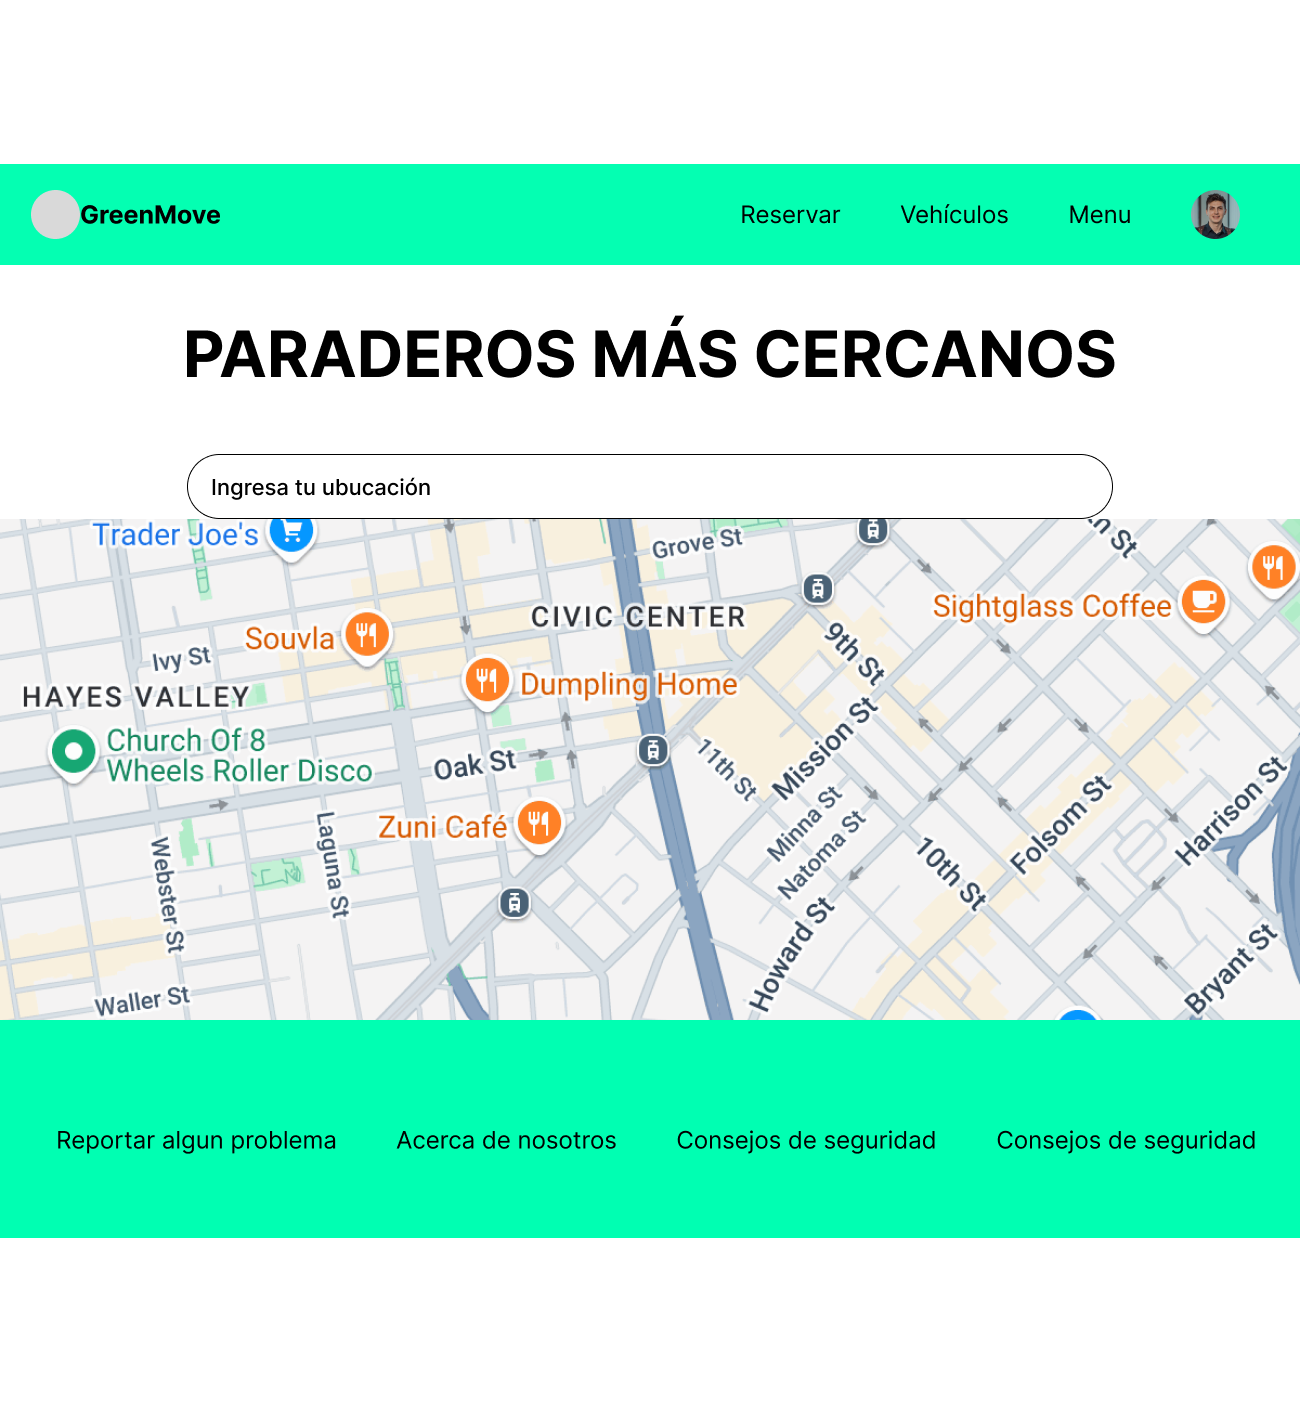 GreenMove
Reservar
Vehículos
Menu
PARADEROS MÁS CERCANOS
Ingresa tu ubucación
Trader Joe's
Grove St
Sightglass Coffee
CIVIC CENTER
Souvla
Ivy St
9th St
HAYES VALLEY
Dumpling Home
Church Of 8
Wheels Roller Disco
Oak St
11th St
Mission St
Zuni Café
Minna St
Natoma St
Folsom St
Harrison St
Laguna St
Webster St
10th St
Howard St
Bryant St
Waller St
Reportar algun problema
Acerca de nosotros
Consejos de seguridad
Consejos de seguridad